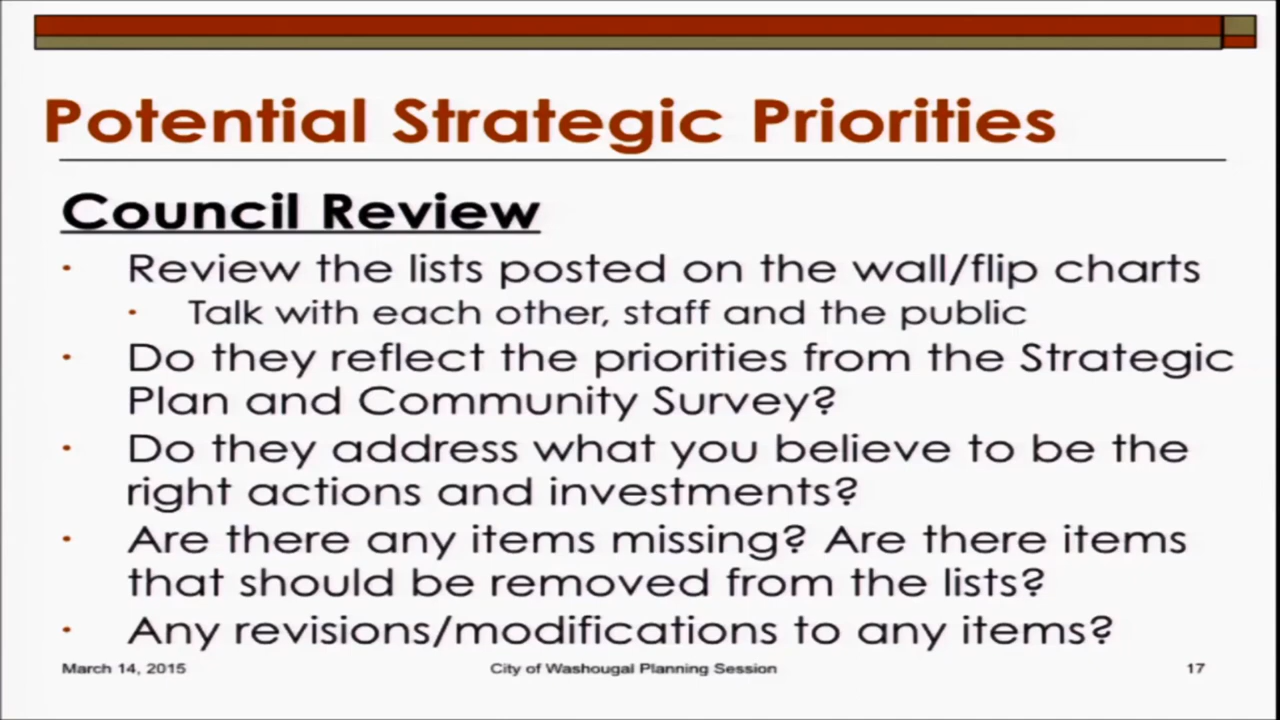 Potential Strategic Priorities
Council Review
· Review the lists posted on the wall/flip charts
· Talk with each other, staff and the public
· Do they reflect the priorities from the Strategic
Plan and Community Survey?
· Do they address what you believe to be the
right actions and investments?
· Are there any items missing? Are there items
that should be removed from the lists?
· Any revisions/modifications to any items?
March 14, 2015 City of Washougal Planning Session 17